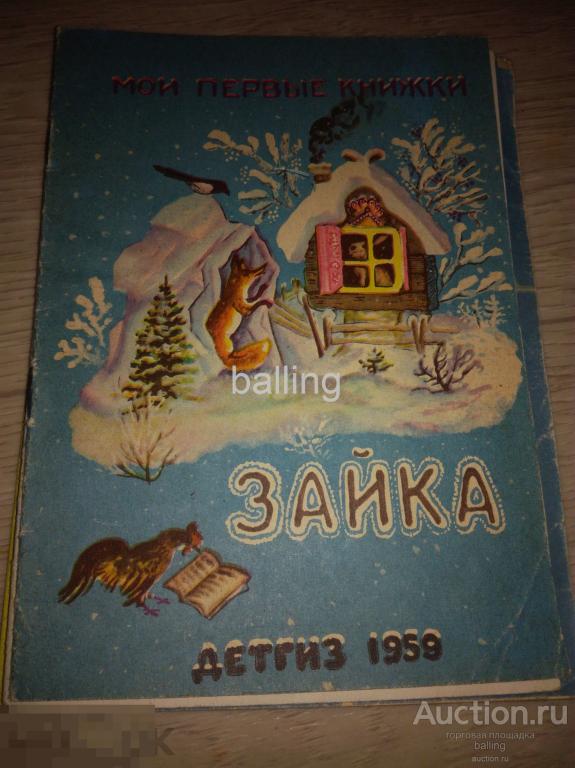 МОИ ПЕРВЫЕ КНИЖКИ
balling
ЗАЙКА
ДЕТГИЗ 1959
Auction.ru
торговая площадка
balling
auction.ru